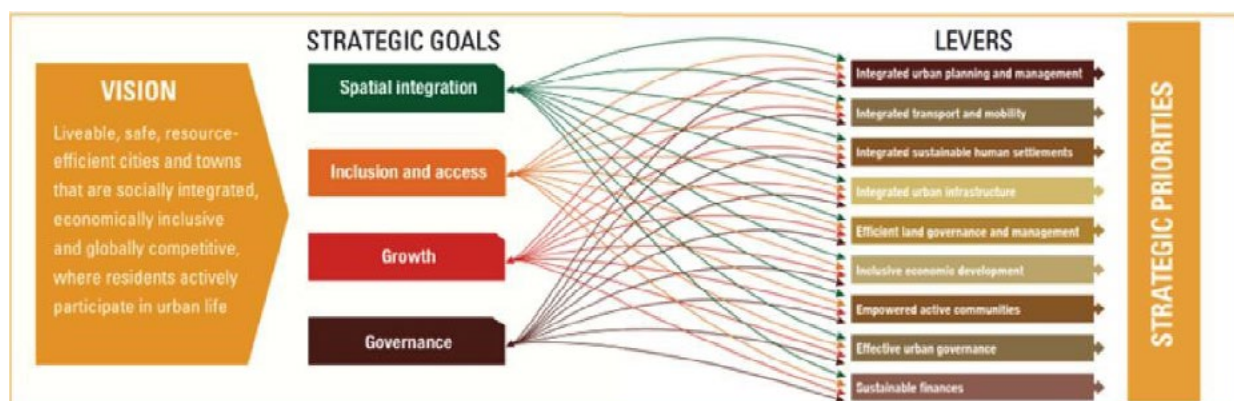 STRATEGIC GOALS
LEVERS
VISION
Liveable, safe, resource-
efficient cities and towns
that are socially integrated,
economically inclusive
and globally competitive,
where residents actively
participate in urban life
Spatial integration
Inclusion and access
Growth
Governance
Integrated urban planning and management
Integrated transport and mobility
Integrated sustainable human settlements
Integrated urban infrastructure
Efficient land governance and management
Inclusive economic development
Empowered active communities
Effective urban governance
Sustainable finances
STRATEGIC PRIORITIES